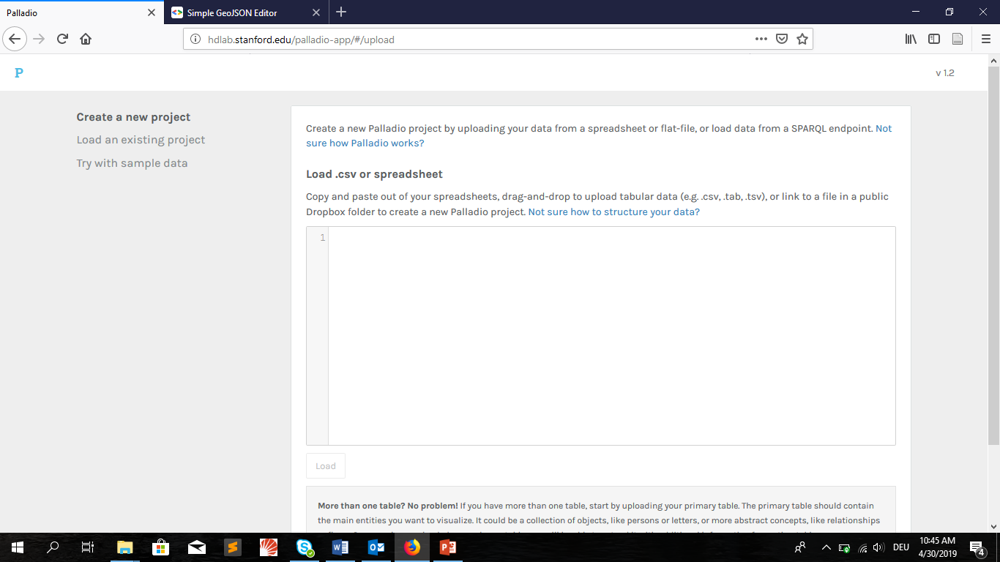 Palladio
Simple GeoJSON Editor
hdlab.stanford.edu/palladio-app/#/upload
P
v 1.2
Create a new project
Load an existing project
Try with sample data
Create a new Palladio project by uploading your data from a spreadsheet or flat-file, or load data from a SPARQL endpoint. Not
sure how Palladio works?
Load .csv or spreadsheet
Copy and paste out of your spreadsheets, drag-and-drop to upload tabular data (e.g. .csv, .tab, .tsv), or link to a file in a public
Dropbox folder to create a new Palladio project. Not sure how to structure your data?
1
Load
More than one table? No problem! If you have more than one table, start by uploading your primary table. The primary table should contain
the main entities you want to visualize. It could be a collection of objects, like persons or letters, or more abstract concepts, like relationships
DEU
10:45 AM
4/30/2019
4